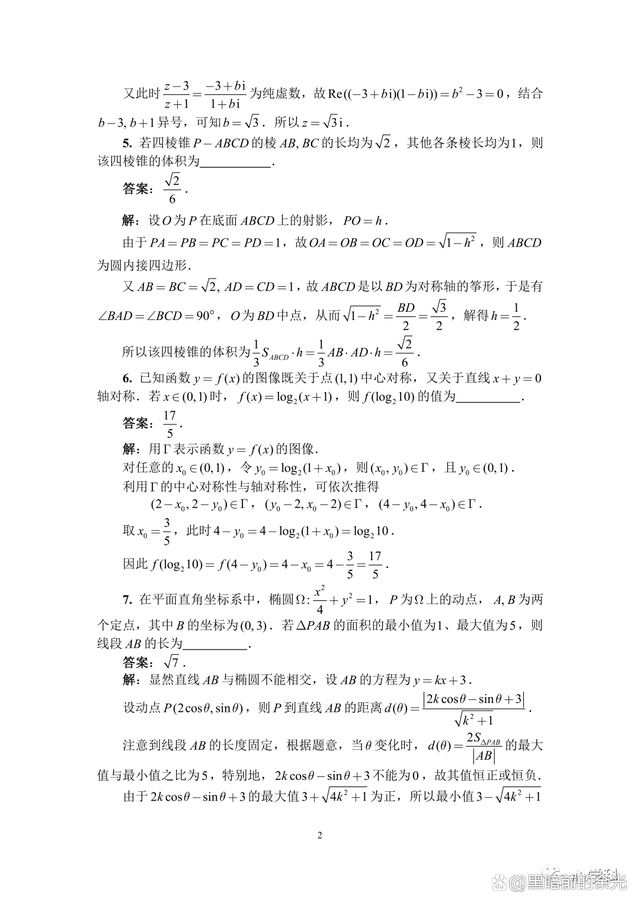 又此时 $\frac{z-3}{z+1}=\frac{-3+bi}{1+bi}$ 为纯虚数，故 $\mathrm{Re}((-3+bi)(1-bi))=b^2-3=0$，结合
$b-3, b+1$ 异号，可知 $b=\sqrt{3}$．所以 $z=\sqrt{3}i$．
5. 若四棱锥 $P-ABCD$ 的棱 $AB, BC$ 的长均为 $\sqrt{2}$，其他各条棱长均为 1，则
该四棱锥的体积为___________．
答案：$\frac{\sqrt{2}}{6}$．
解：设 $O$ 为 $P$ 在底面 $ABCD$ 上的射影，$PO=h$．
由于 $PA=PB=PC=PD=1$，故 $OA=OB=OC=OD=\sqrt{1-h^2}$，则 $ABCD$
为圆内接四边形．
又 $AB=BC=\sqrt{2}, AD=CD=1$，故 $ABCD$ 是以 $BD$ 为对称轴的筝形，于是有
$\angle BAD=\angle BCD=90°$，$O$ 为 $BD$ 中点，从而 $\sqrt{1-h^2}=\frac{BD}{2}=\frac{\sqrt{3}}{2}$，解得 $h=\frac{1}{2}$．
所以该四棱锥的体积为 $\frac{1}{3}S_{ABCD}\cdot h=\frac{1}{3}AB\cdot AD\cdot h=\frac{\sqrt{2}}{6}$．
6. 已知函数 $y=f(x)$ 的图像既关于点 $(1,1)$ 中心对称，又关于直线 $x+y=0$
轴对称．若 $x\in(0,1)$ 时，$f(x)=\log_2(x+1)$，则 $f(\log_2 10)$ 的值为__________．
答案：$\frac{17}{5}$．
解：用 $\Gamma$ 表示函数 $y=f(x)$ 的图像．
对任意的 $x_0\in(0,1)$，令 $y_0=\log_2(1+x_0)$，则 $(x_0,y_0)\in\Gamma$，且 $y_0\in(0,1)$．
利用 $\Gamma$ 的中心对称性与轴对称性，可依次推得
$(2-x_0,2-y_0)\in\Gamma$，$(y_0-2,x_0-2)\in\Gamma$，$(4-y_0,4-x_0)\in\Gamma$．
取 $x_0=\frac{3}{5}$，此时 $4-y_0=4-\log_2(1+x_0)=\log_2 10$．
因此 $f(\log_2 10)=f(4-y_0)=4-x_0=4-\frac{3}{5}=\frac{17}{5}$．
7. 在平面直角坐标系中，椭圆 $\Omega:\frac{x^2}{4}+y^2=1$，$P$ 为 $\Omega$ 上的动点，$A, B$ 为两
个定点，其中 $B$ 的坐标为 $(0,3)$．若 $\Delta PAB$ 的面积的最小值为 1、最大值为 5，则
线段 $AB$ 的长为__________．
答案：$\sqrt{7}$．
解：显然直线 $AB$ 与椭圆不能相交，设 $AB$ 的方程为 $y=kx+3$．
设动点 $P(2\cos\theta,\sin\theta)$，则 $P$ 到直线 $AB$ 的距离 $d(\theta)=\frac{|2k\cos\theta-\sin\theta+3|}{\sqrt{k^2+1}}$．
注意到线段 $AB$ 的长度固定，根据题意，当 $\theta$ 变化时，$d(\theta)=\frac{2S_{\Delta PAB}}{|AB|}$ 的最大
值与最小值之比为 5，特别地，$2k\cos\theta-\sin\theta+3$ 不能为 0，故其值恒正或恒负．
由于 $2k\cos\theta-\sin\theta+3$ 的最大值 $3+\sqrt{4k^2+1}$ 为正，所以最小值 $3-\sqrt{4k^2+1}$
2
@黑暗前的柔光